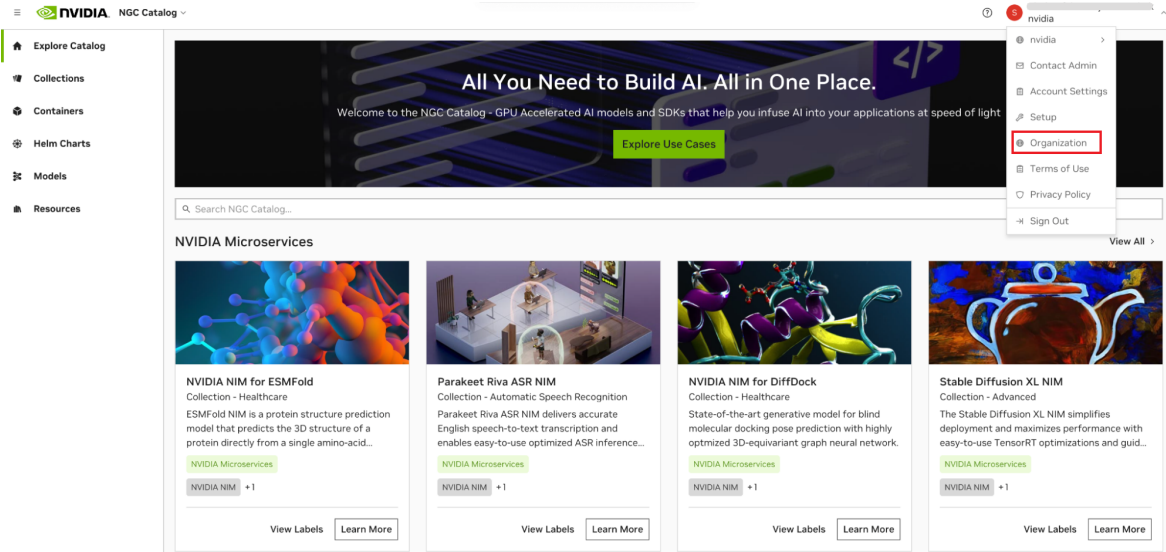 NVIDIA. NGC Catalog
S
nvidia
Explore Catalog
Collections
Containers
Helm Charts
Models
Resources
All You Need to Build AI. All in One Place.
Welcome to the NGC Catalog - GPU Accelerated AI models and SDKs that help you infuse AI into your applications at speed of light
Explore Use Cases
nvidia
Contact Admin
Account Settings
Setup
Organization
Terms of Use
Privacy Policy
Sign Out
Search NGC Catalog...
NVIDIA Microservices
View All
NVIDIA NIM for ESMFold
Collection - Healthcare
ESMFold NIM is a protein structure prediction
model that predicts the 3D structure of a
protein directly from a single amino-acid...
NVIDIA Microservices
NVIDIA NIM +1
View Labels Learn More
Parakeet Riva ASR NIM
Collection - Automatic Speech Recognition
Parakeet Riva ASR NIM delivers accurate
English speech-to-text transcription and
enables easy-to-use optimized ASR inference...
NVIDIA Microservices
NVIDIA NIM +1
View Labels Learn More
NVIDIA NIM for DiffDock
Collection - Healthcare
State-of-the-art generative model for blind
molecular docking pose prediction with highly
optmized 3D-equivariant graph neural network.
NVIDIA Microservices
NVIDIA NIM +1
View Labels Learn More
Stable Diffusion XL NIM
Collection - Advanced
The Stable Diffusion XL NIM simplifies
deployment and maximizes performance with
easy-to-use TensorRT optimizations and guid...
NVIDIA Microservices
NVIDIA NIM +1
View Labels Learn More